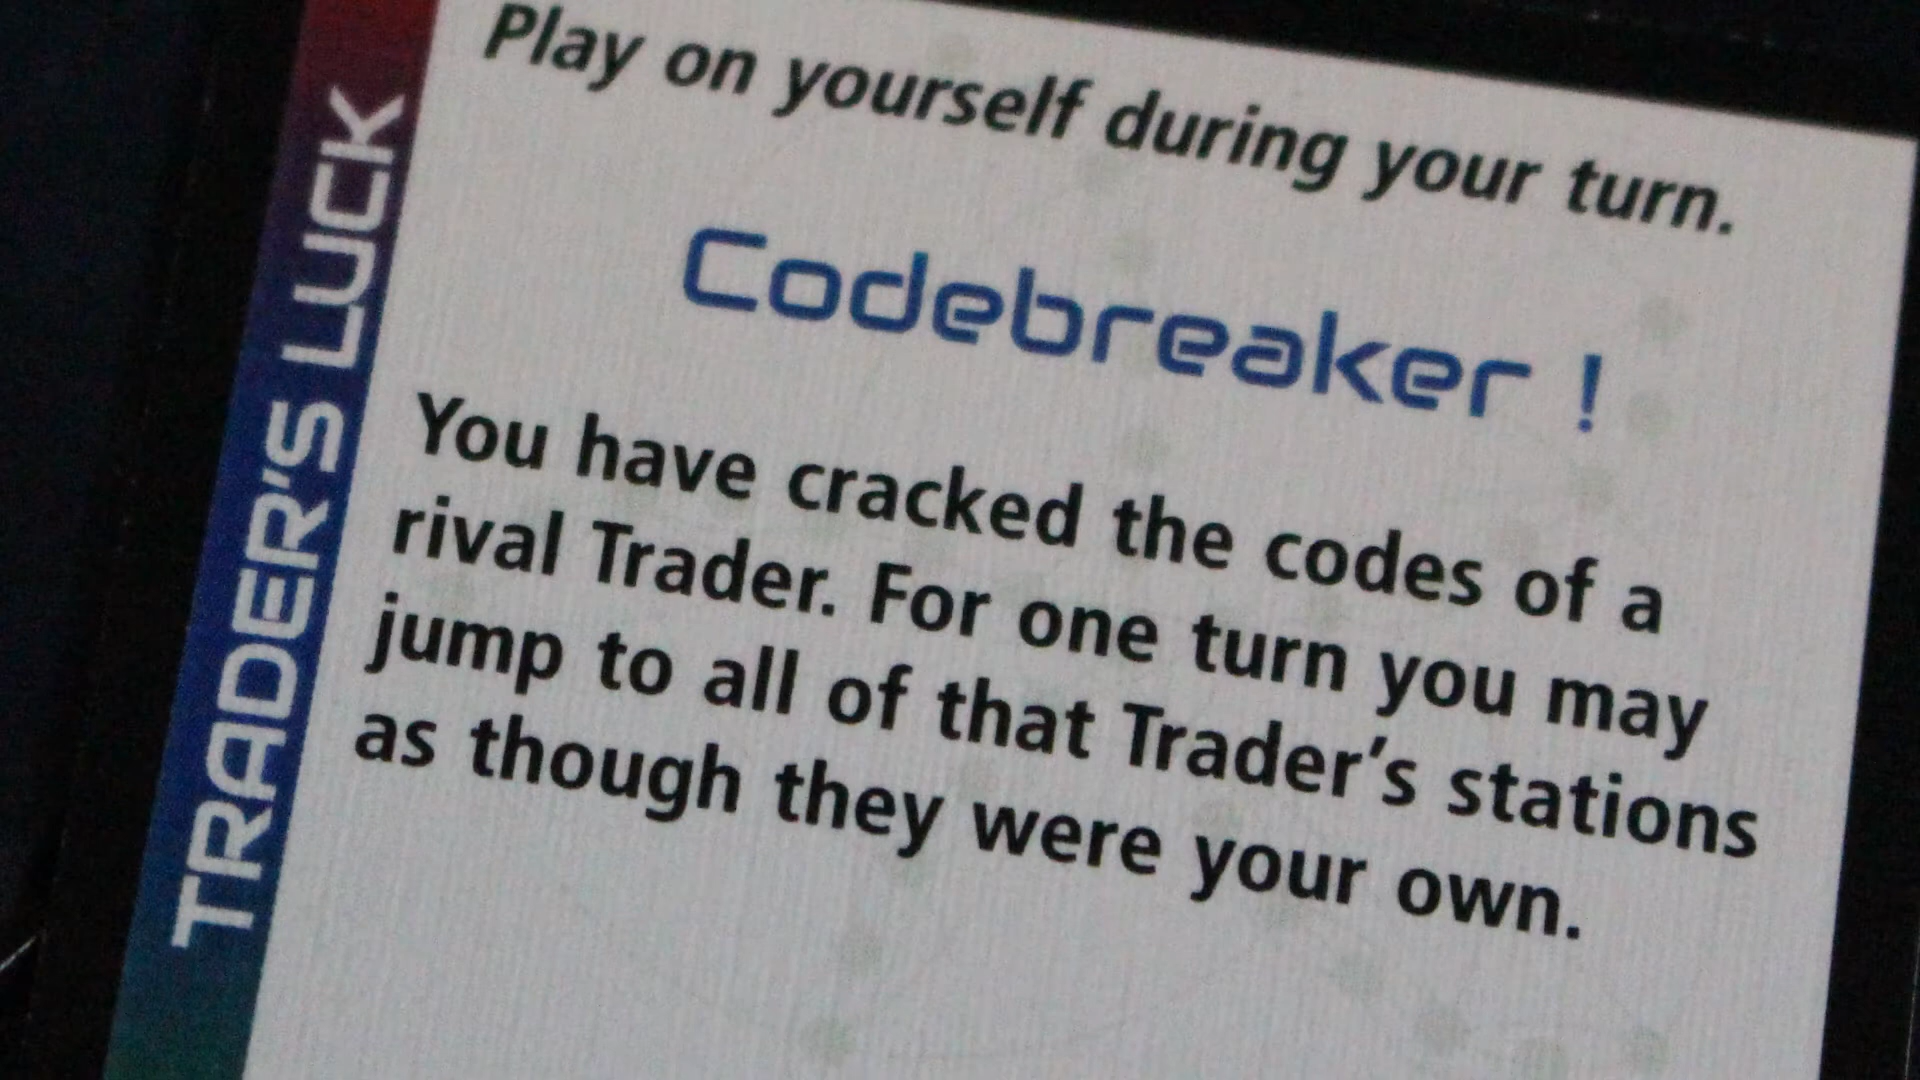 Play on yourself during your turn.
Codebreaker !
You have cracked the codes of a
rival Trader. For one turn you may
jump to all of that Trader's stations
as though they were your own.
TRADER'S LUCK